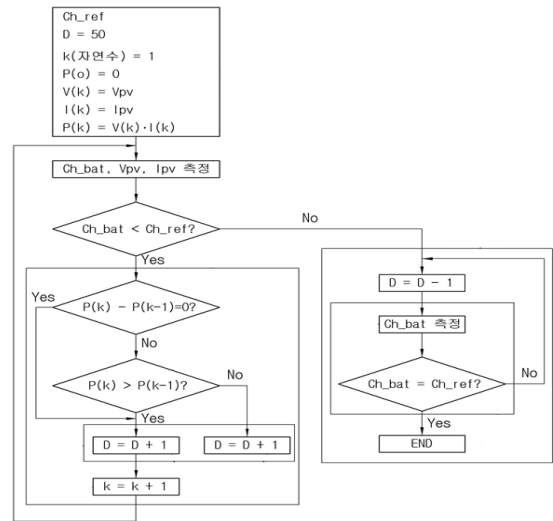 Ch_ref
D = 50
k(자연수) = 1
P(o) = 0
V(k) = Vpv
I(k) = Ipv
P(k) = V(k)·I(k)
Ch_bat, Vpv, Ipv 측정
Ch_bat < Ch_ref?
No
Yes
P(k) - P(k-1)=0?
Yes
No
P(k) > P(k-1)?
No
Yes
D = D + 1
D = D + 1
k = k + 1
D = D - 1
Ch_bat 측정
Ch_bat = Ch_ref?
No
Yes
END